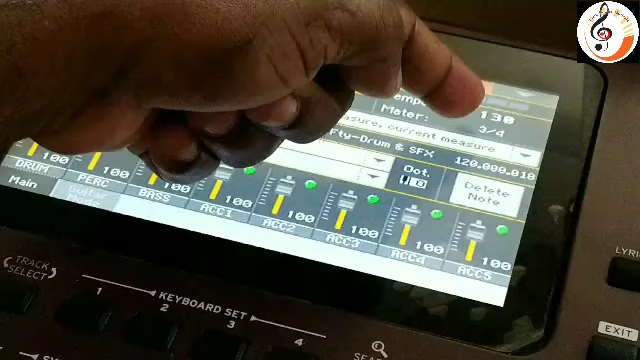 130
Meter: 3/4
measure, current measure
Fty-Drum & SFX 120.000.010
Oct.
Delete
Note
100 100 100 100 100 100 100 100
DRUM PERC BASS ACC1 ACC2 ACC3 ACC4 ACC5
Main
Guitar
Mode
TRACK
SELECT
1 2 3 4
KEYBOARD SET
EXIT